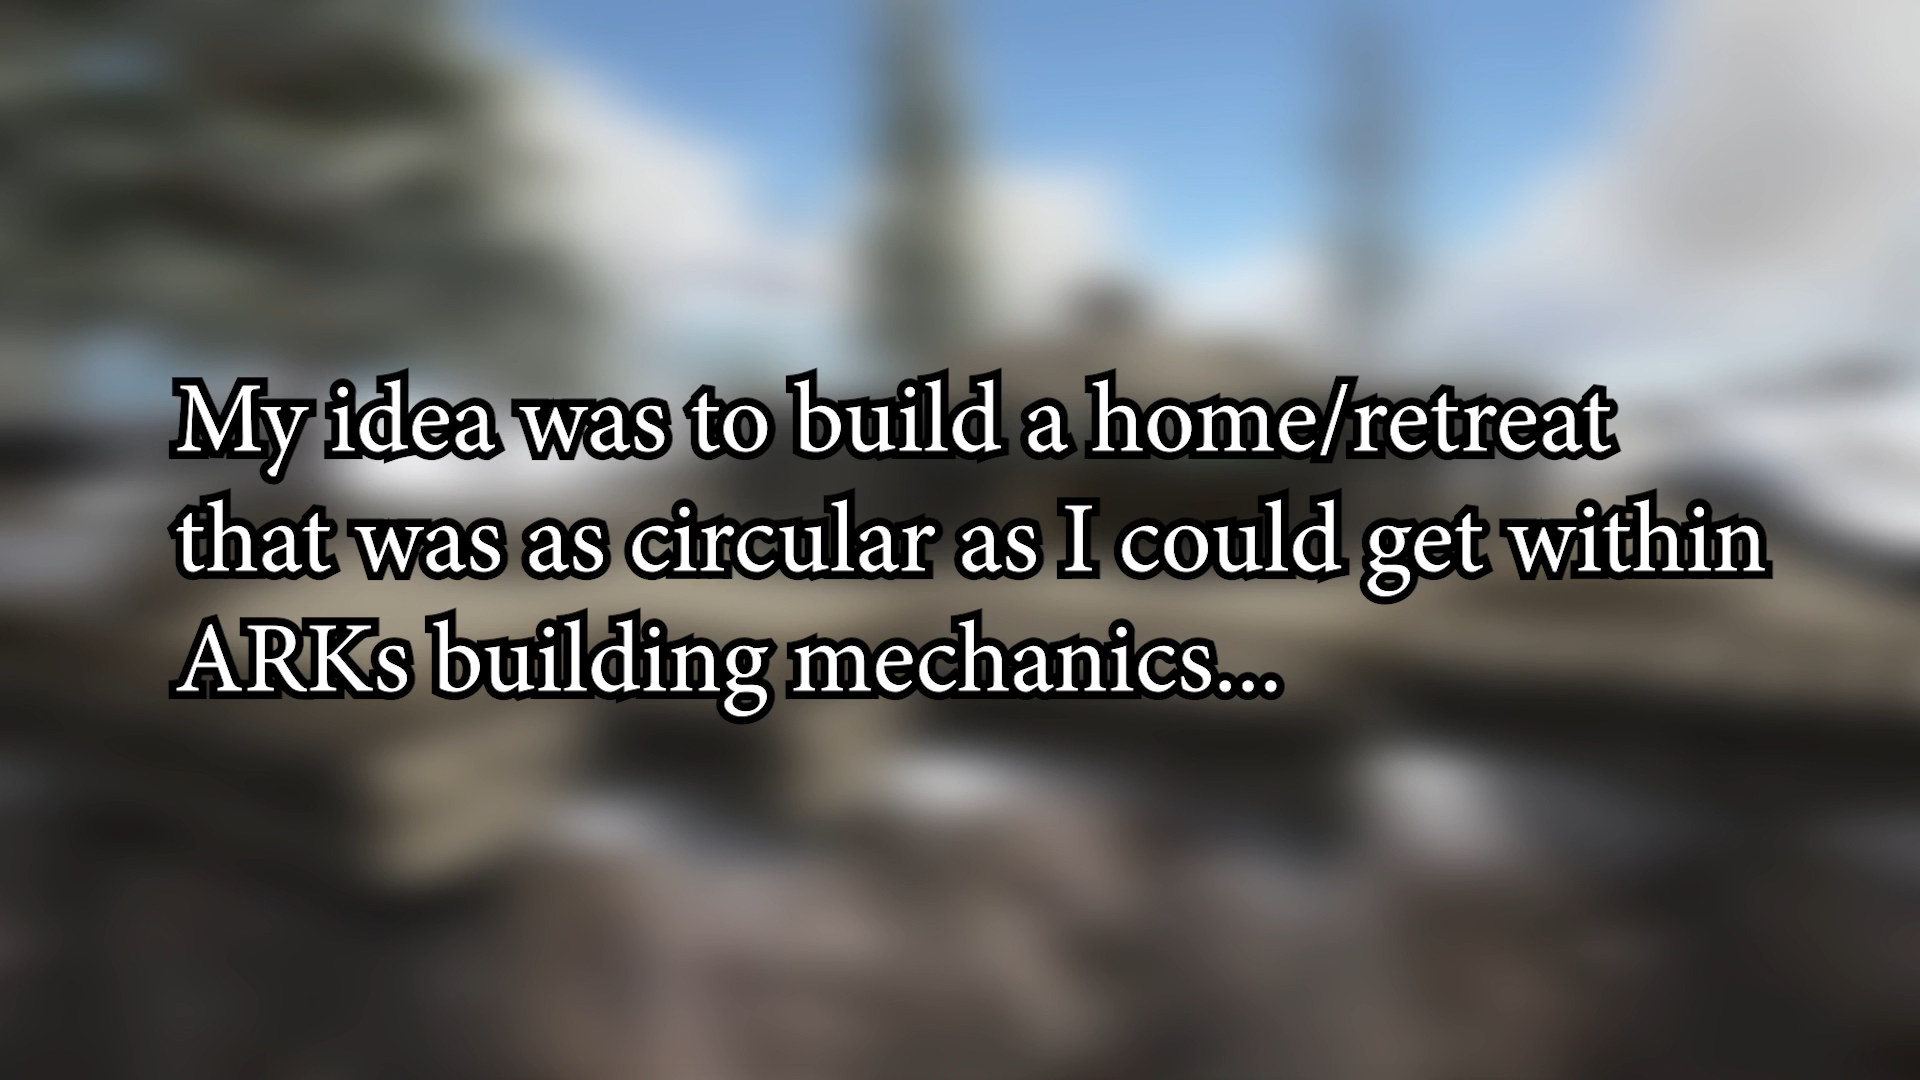 My idea was to build a home/retreat
that was as circular as I could get within
ARKs building mechanics...